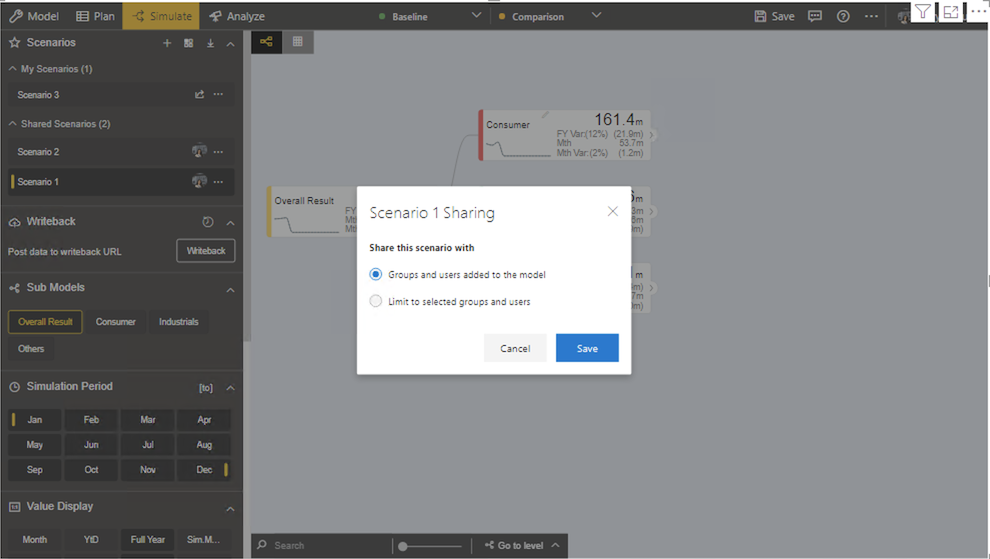 Model Plan Simulate Analyze Baseline Comparison Save
Scenarios
My Scenarios (1)
Scenario 3
Shared Scenarios (2)
Scenario 2
Scenario 1
Writeback
Post data to writeback URL Writeback
Sub Models
Overall Result Consumer Industrials
Others
Simulation Period [to]
Jan Feb Mar Apr
May Jun Jul Aug
Sep Oct Nov Dec
Value Display
Month YtD Full Year Sim.M...
Consumer 161.4m
FY Var:(12%) (21.9m)
Mth 53.7m
Mth Var:(2%) (1.2m)
Overall Result
Scenario 1 Sharing
Share this scenario with
Groups and users added to the model
Limit to selected groups and users
Cancel Save
Search Go to level